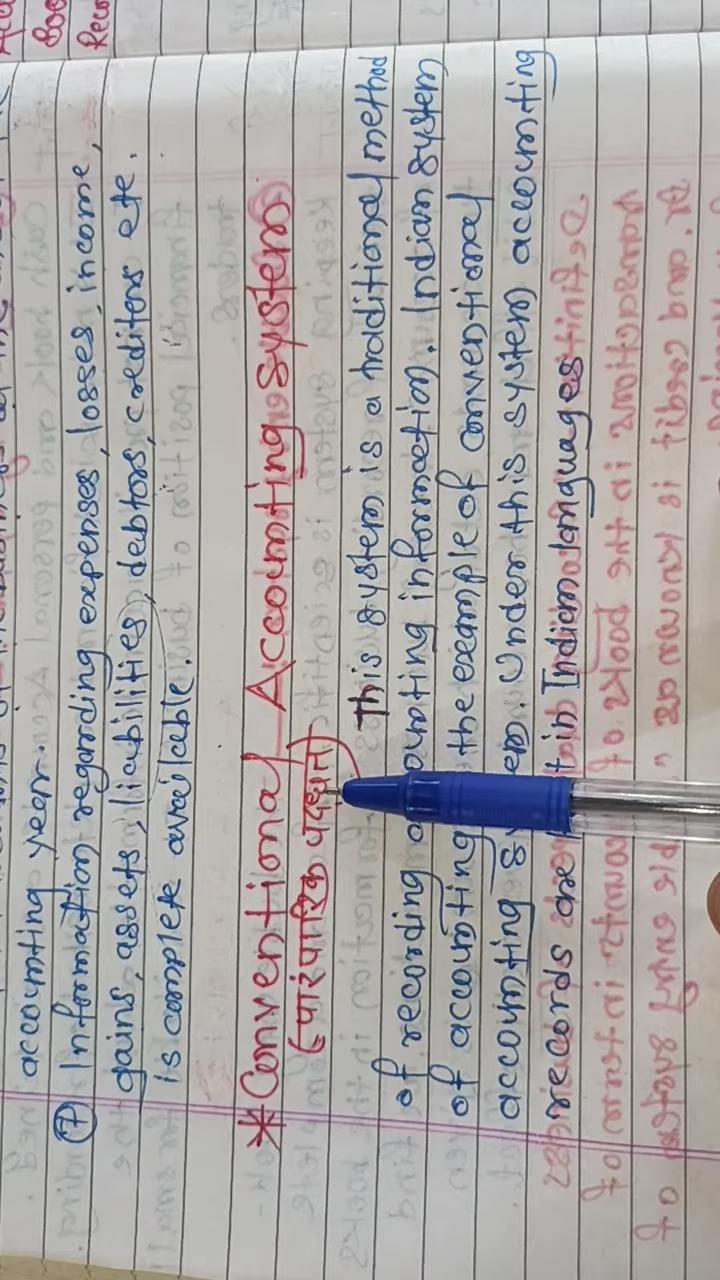 accounting year.
⑦ Information regarding expenses, losses, income,
gains, assets, liabilities, debtors, creditors etc.
is complete available.
* Conventional Accounting System
(पारंपारिक पद्धत)
This system is a traditional method
of recording accounting information. Indian System
of accounting the example of conventional
accounting System. Under this system accounting
records are in Indian languages